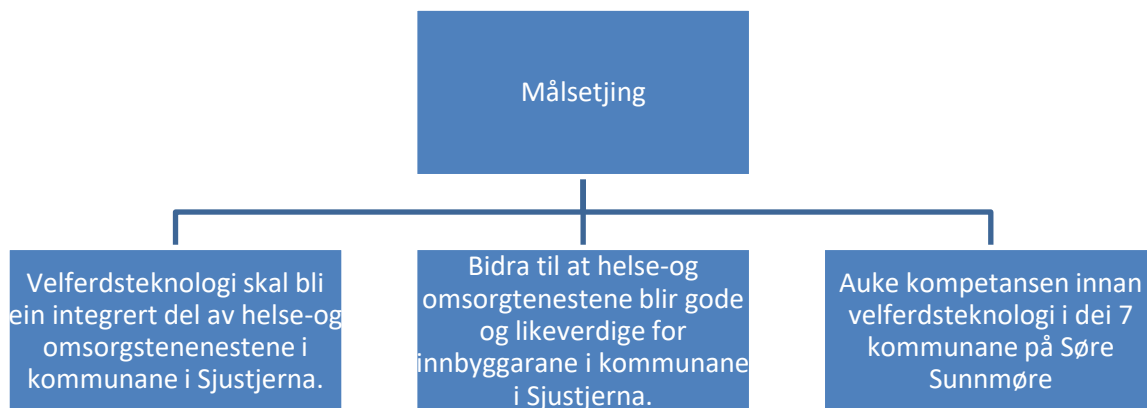 Målsetjing
Velferdsteknologi skal bli
ein integrert del av helse-og
omsorgstenenestene i
kommunane i Sjustjerna.
Bidra til at helse-og
omsorgtenestene blir gode
og likeverdige for
innbyggarane i kommunane
i Sjustjerna.
Auke kompetansen innan
velferdsteknologi i dei 7
kommunane på Søre
Sunnmøre